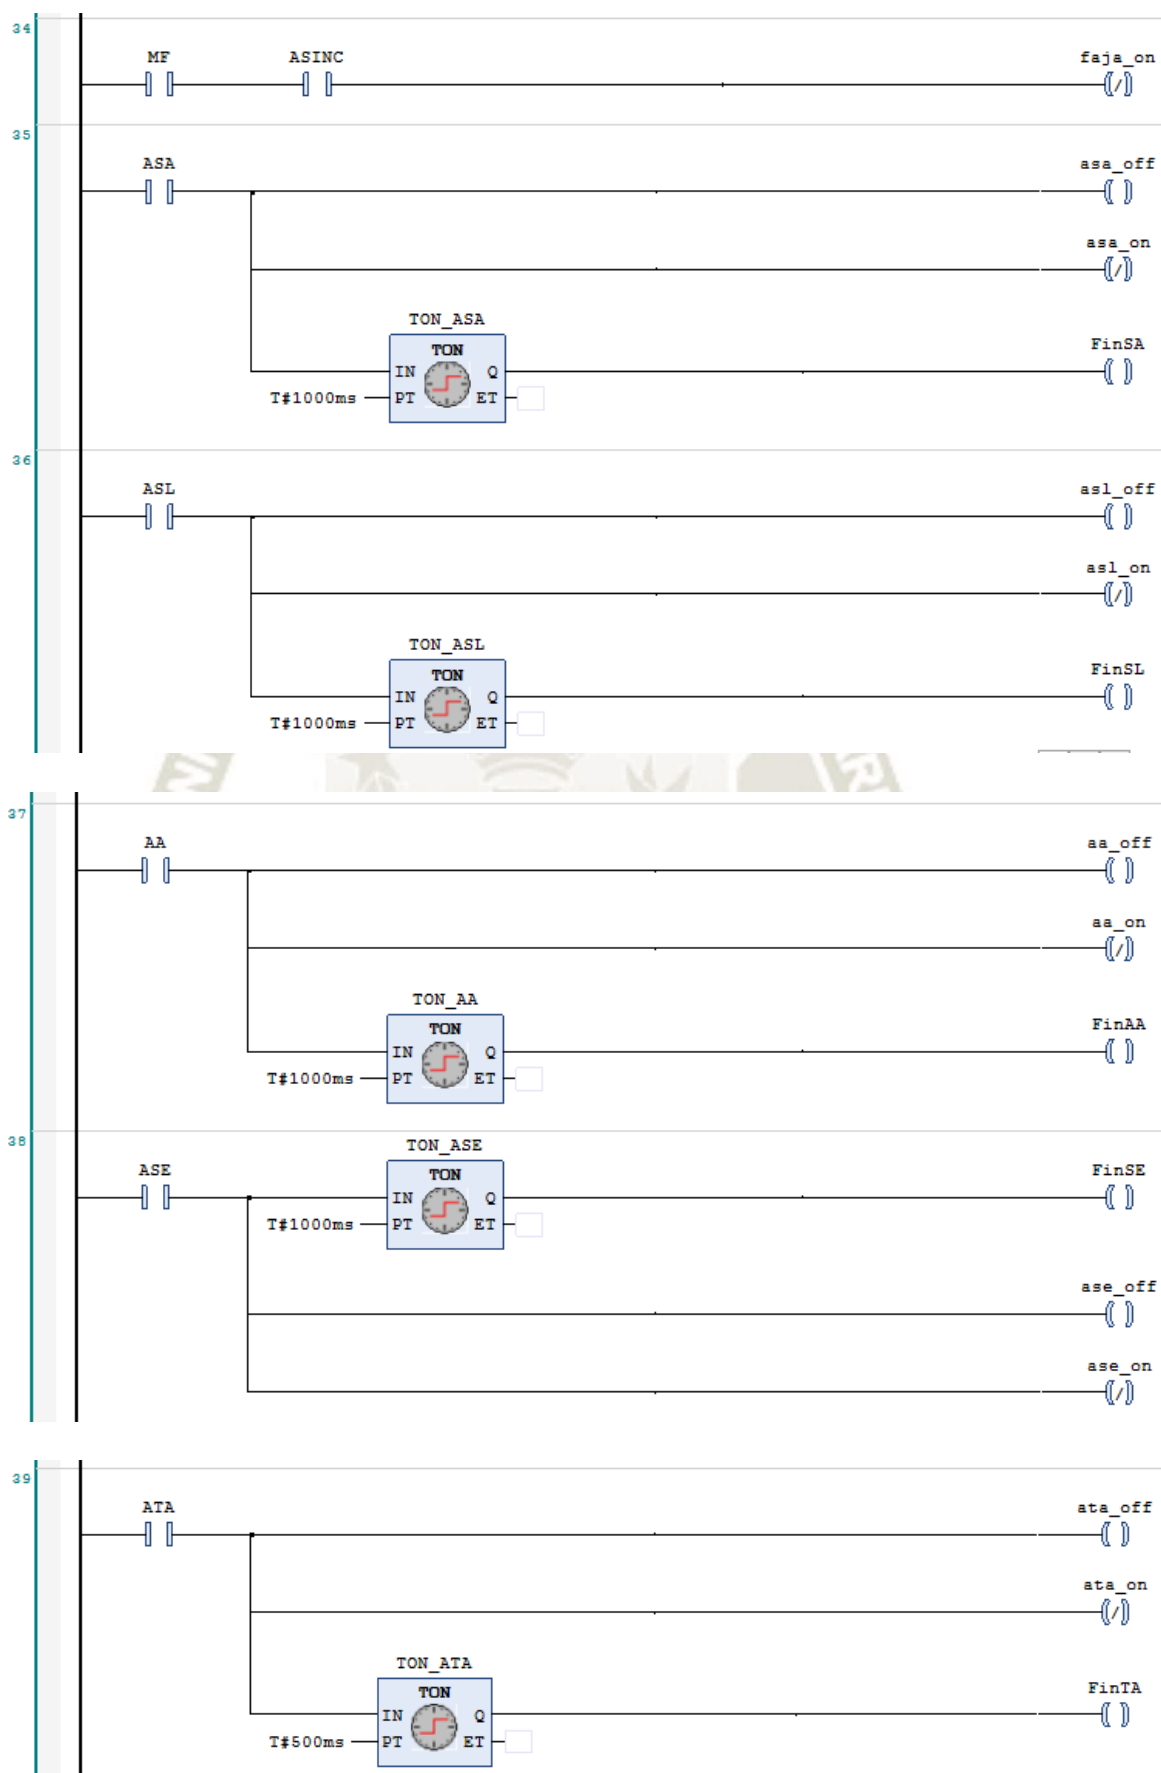 34
MF ASINC faja_on
35
ASA asa_off
asa_on
TON_ASA
TON FinSA
IN Q
T#1000ms PT ET
36
ASL asl_off
asl_on
TON_ASL
TON FinSL
IN Q
T#1000ms PT ET
37
AA aa_off
aa_on
TON_AA
TON FinAA
IN Q
T#1000ms PT ET
38
TON_ASE
ASE TON FinSE
IN Q
T#1000ms PT ET
ase_off
ase_on
39
ATA ata_off
ata_on
TON_ATA
TON FinTA
IN Q
T#500ms PT ET